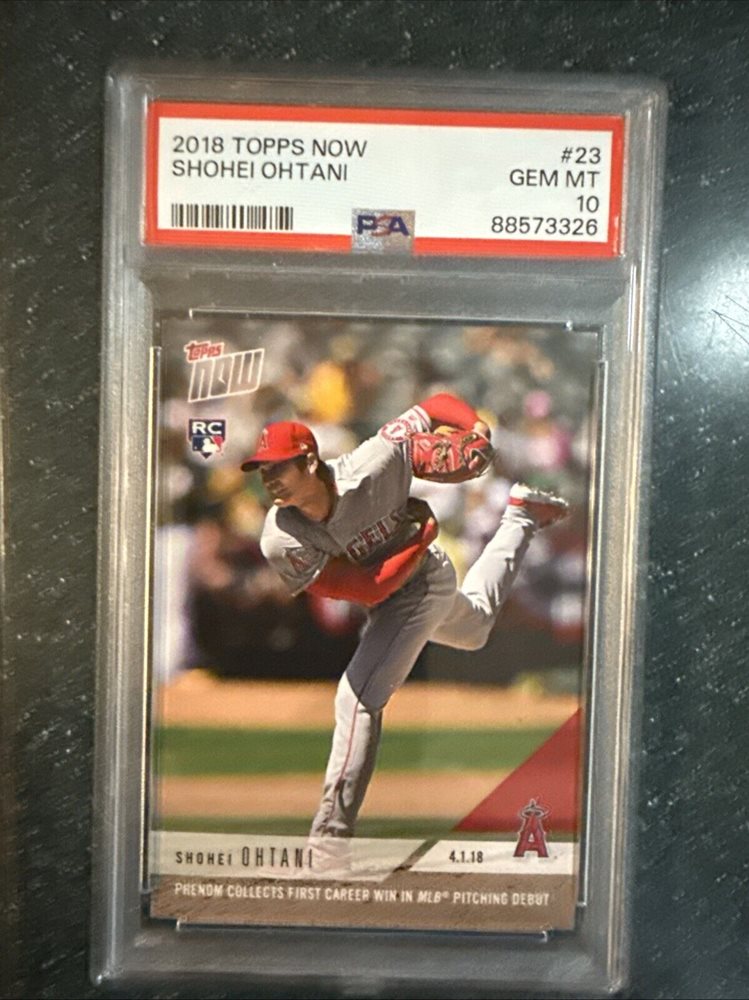 2018 TOPPS NOW
SHOHEI OHTANI
#23
GEM MT
10
88573326
PSA
TOPPS
NOW
RC
ANGELS
A
SHOHEI OHTANI
4.1.18
A
PHENOM COLLECTS FIRST CAREER WIN IN MLB® PITCHING DEBUT